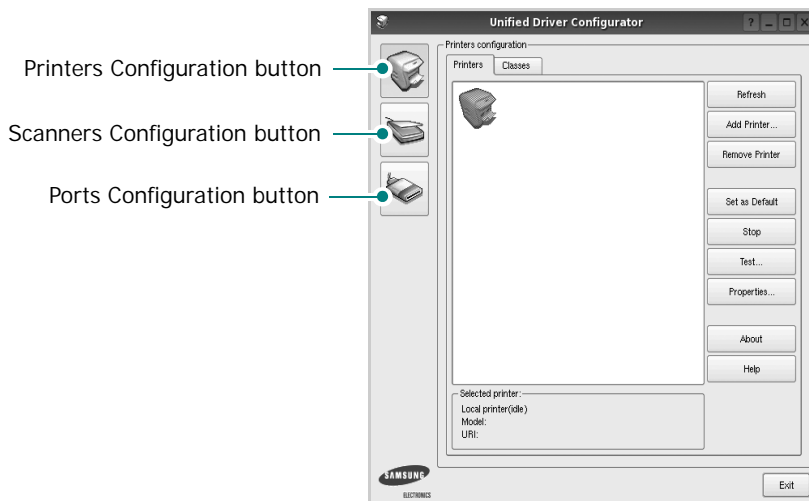 Unified Driver Configurator
?
Printers configuration
Printers Configuration button
Scanners Configuration button
Ports Configuration button
Printers
Classes
Refresh
Add Printer...
Remove Printer
Set as Default
Stop
Test...
Properties...
About
Help
Selected printer:
Local printer(idle)
Model:
URI:
SAMSUNG
ELECTRONICS
Exit